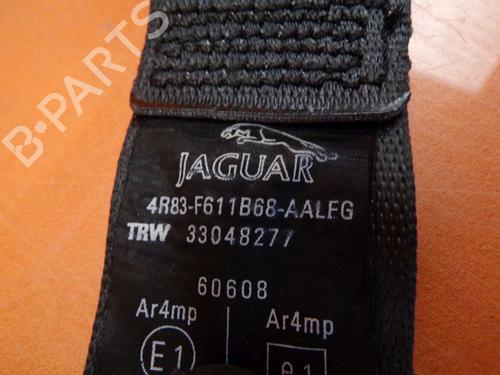 B-PARTS
JAGUAR
4R83-F611B68-AALEG
TRW 33048277
60608
Ar4mp Ar4mp
E1 e1